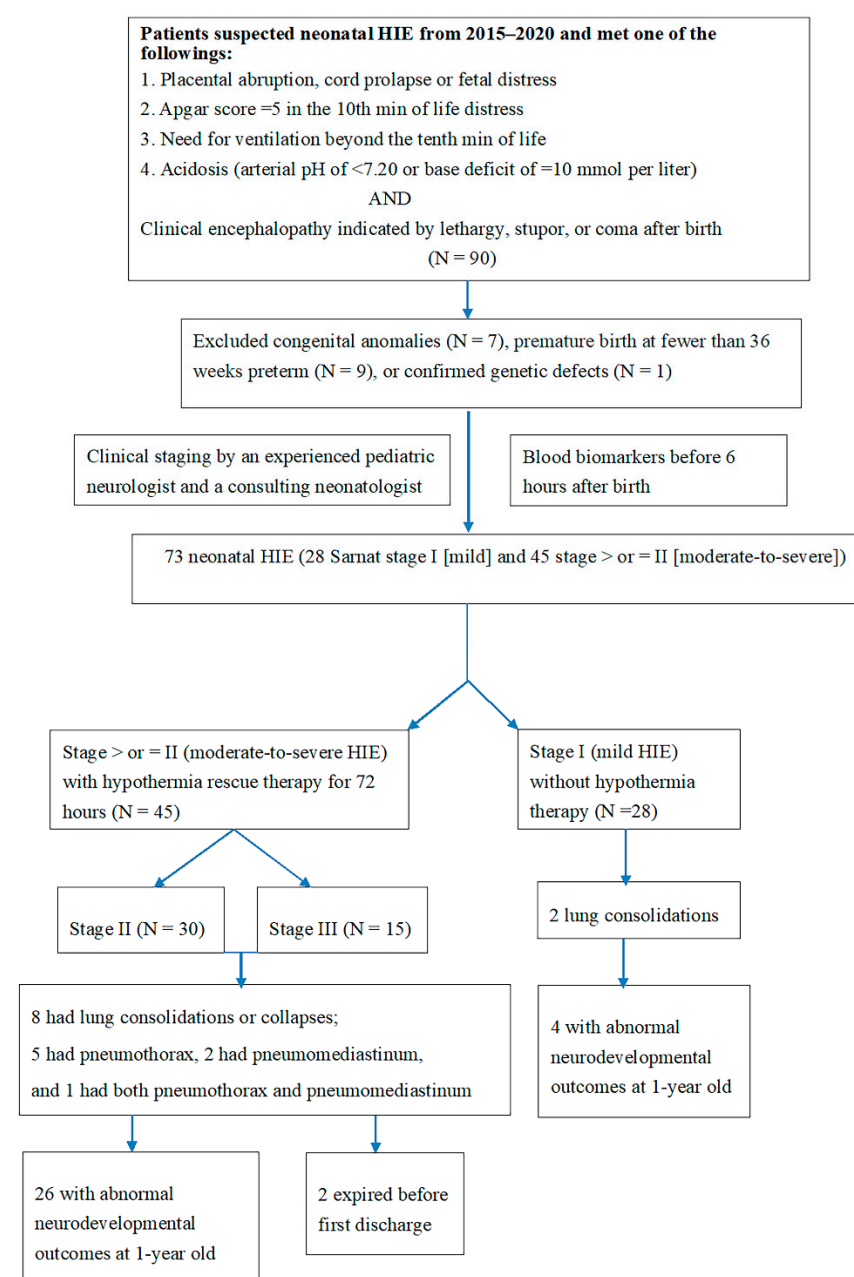 Patients suspected neonatal HIE from 2015–2020 and met one of the
followings:
1. Placental abruption, cord prolapse or fetal distress
2. Apgar score =5 in the 10th min of life distress
3. Need for ventilation beyond the tenth min of life
4. Acidosis (arterial pH of <7.20 or base deficit of =10 mmol per liter)
AND
Clinical encephalopathy indicated by lethargy, stupor, or coma after birth
(N = 90)
Excluded congenital anomalies (N = 7), premature birth at fewer than 36
weeks preterm (N = 9), or confirmed genetic defects (N = 1)
Clinical staging by an experienced pediatric
neurologist and a consulting neonatologist
Blood biomarkers before 6
hours after birth
73 neonatal HIE (28 Sarnat stage I [mild] and 45 stage > or = II [moderate-to-severe])
Stage > or = II (moderate-to-severe HIE)
with hypothermia rescue therapy for 72
hours (N = 45)
Stage I (mild HIE)
without hypothermia
therapy (N =28)
Stage II (N = 30)
Stage III (N = 15)
2 lung consolidations
8 had lung consolidations or collapses;
5 had pneumothorax, 2 had pneumomediastinum,
and 1 had both pneumothorax and pneumomediastinum
4 with abnormal
neurodevelopmental
outcomes at 1-year old
26 with abnormal
neurodevelopmental
outcomes at 1-year old
2 expired before
first discharge